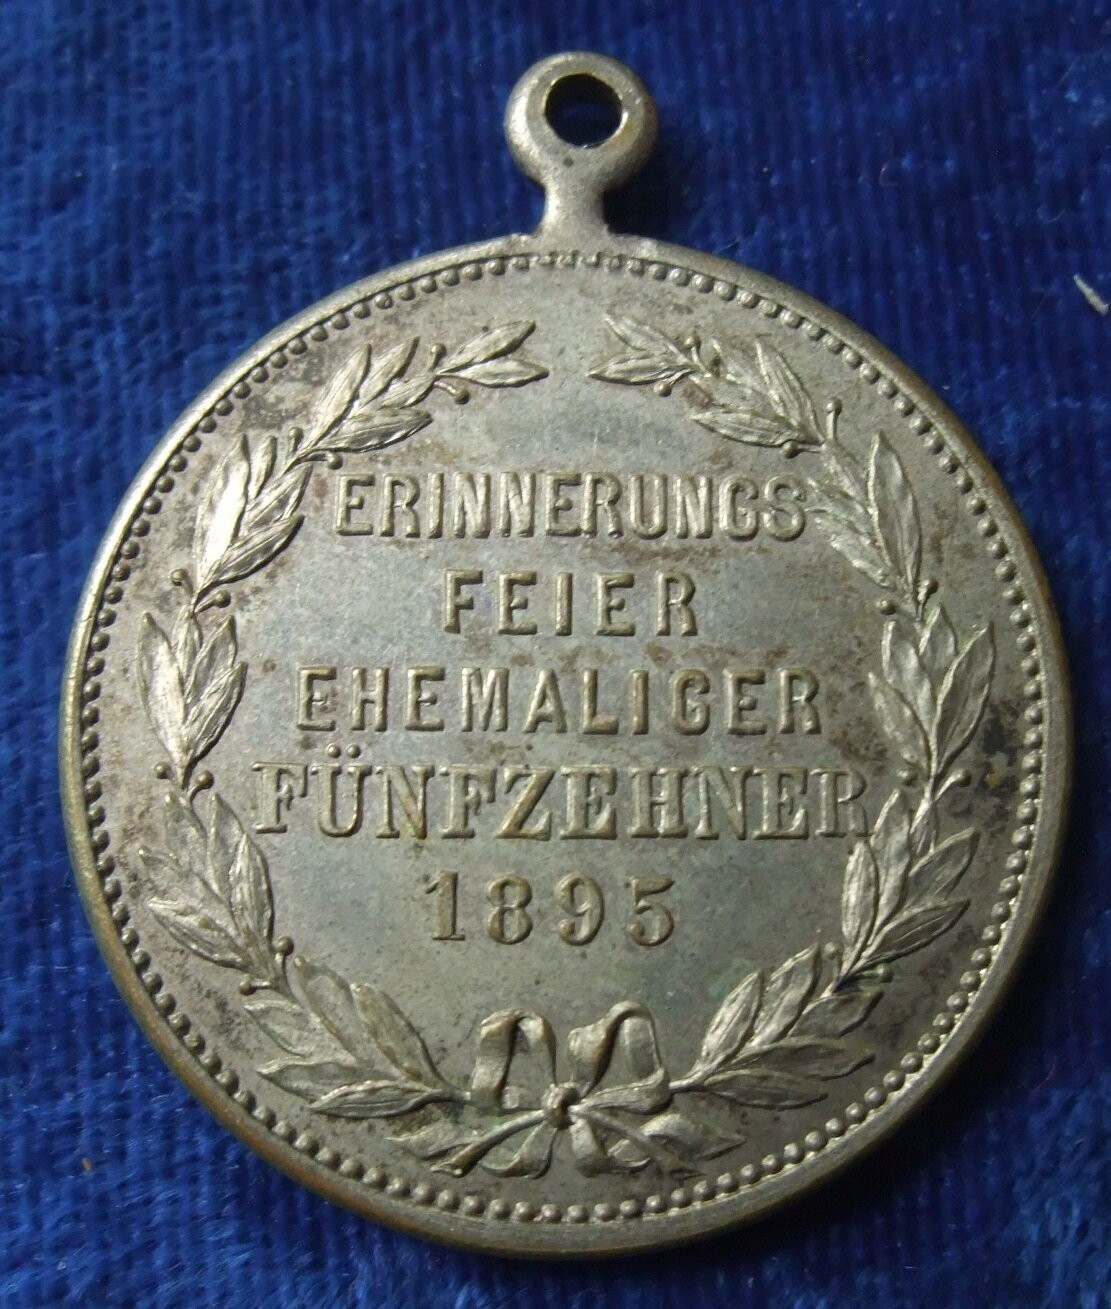 ERINNERUNGS
FEIER
EHEMALIGER
FÜNFZEHNER
1895